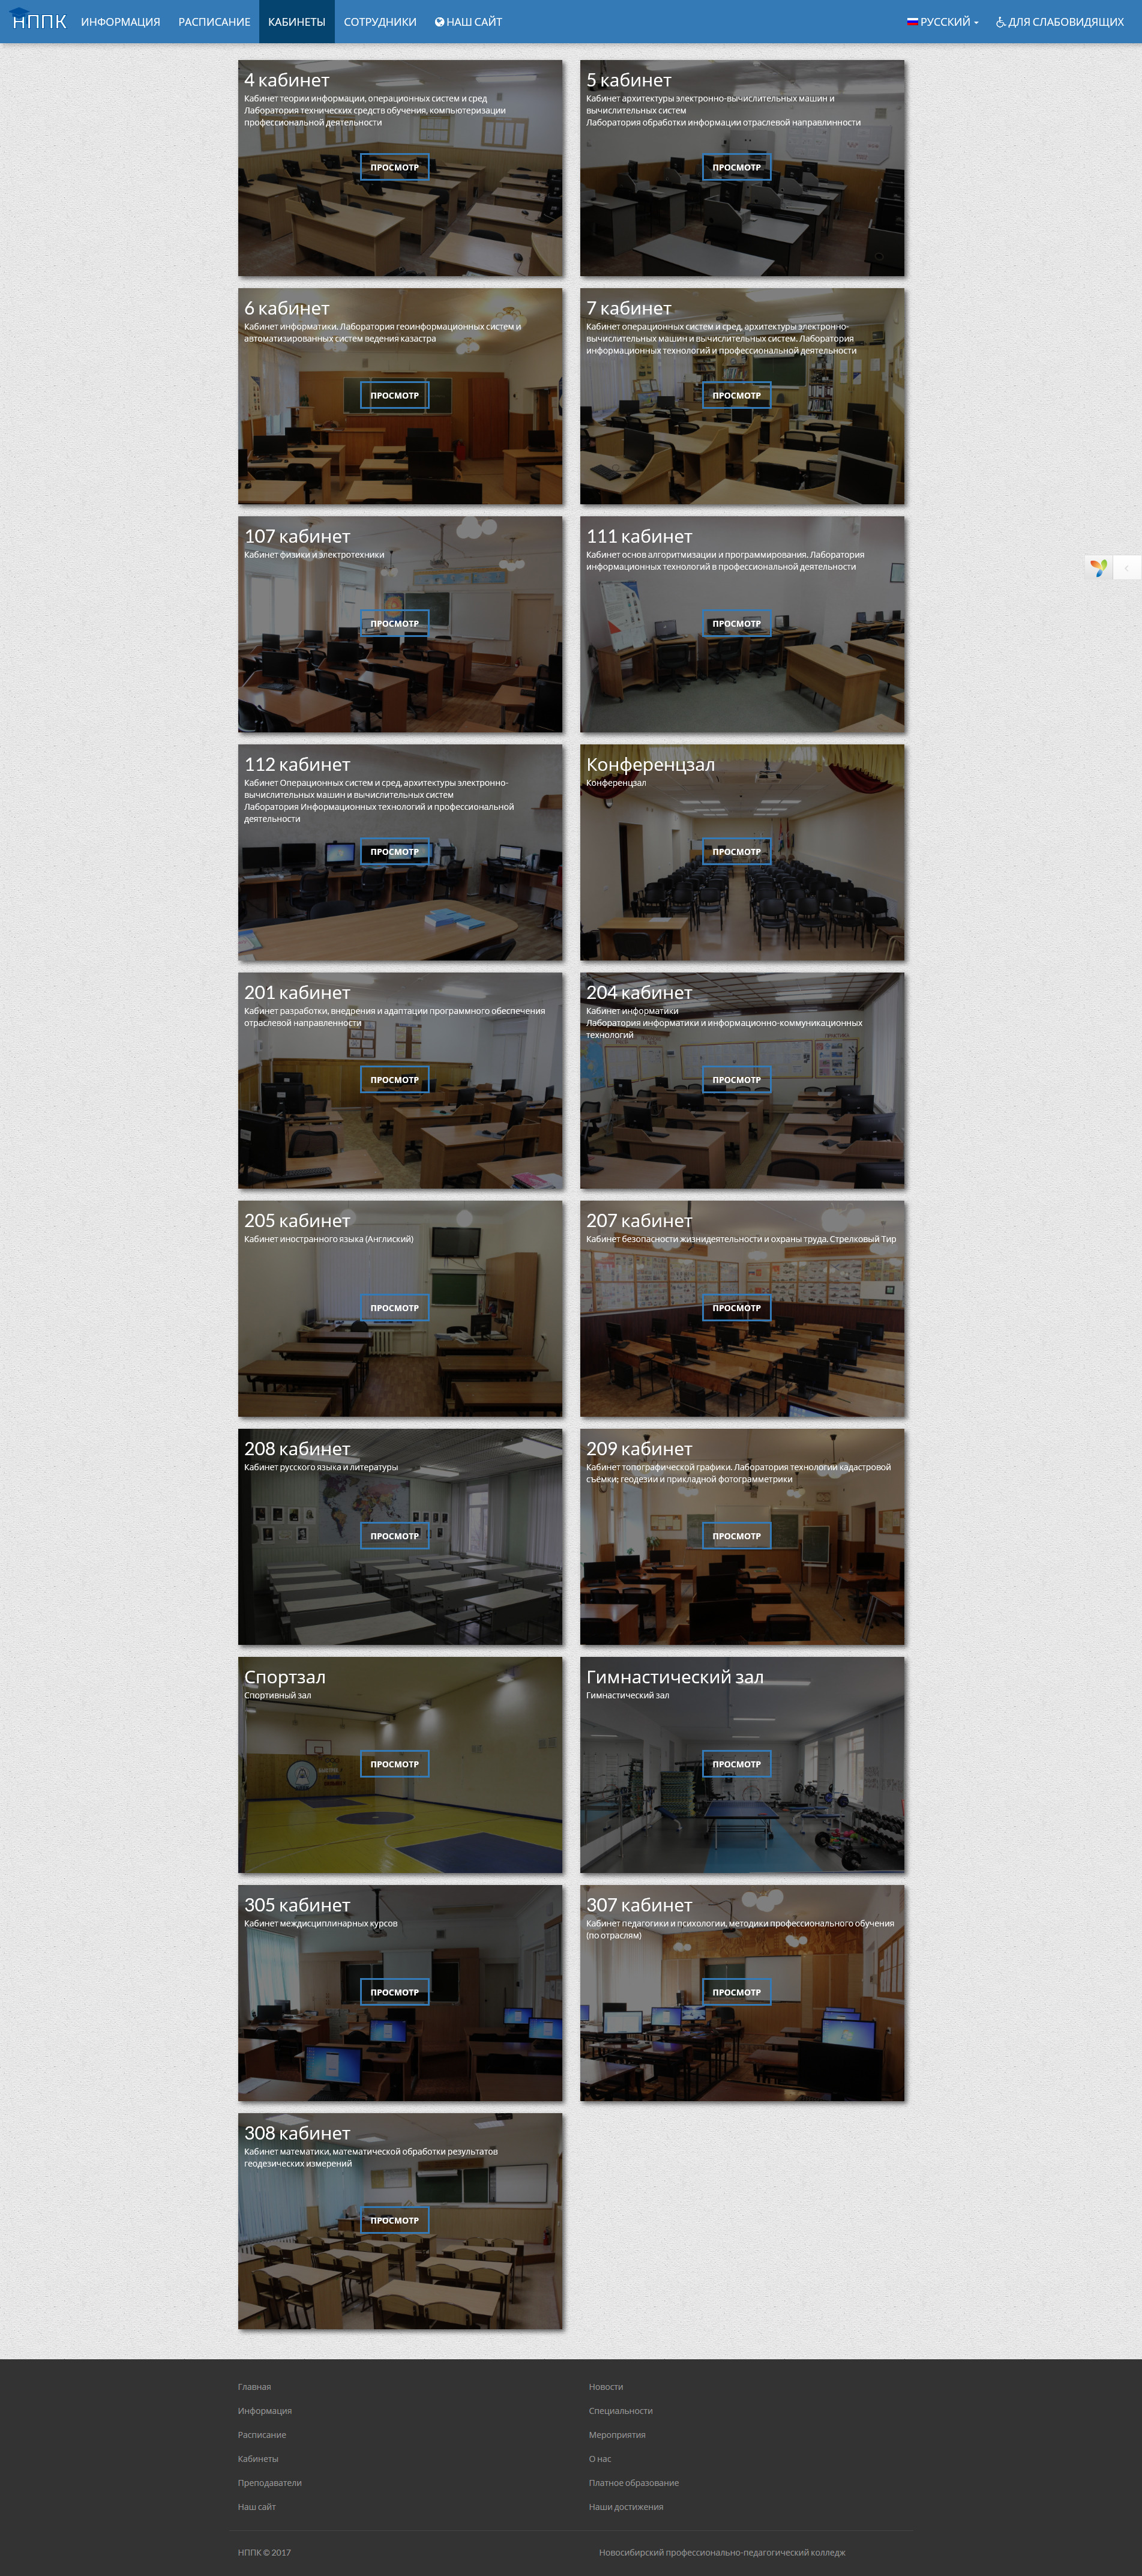 НППК ИНФОРМАЦИЯ РАСПИСАНИЕ КАБИНЕТЫ СОТРУДНИКИ НАШ САЙТ РУССКИЙ ДЛЯ СЛАБОВИДЯЩИХ
4 кабинет
Кабинет теории информации, операционных систем и сред
Лаборатория технических средств обучения, компьютеризации
профессиональной деятельности
ПРОСМОТР
5 кабинет
Кабинет архитектуры электронно-вычислительных машин и
вычислительных систем
Лаборатория обработки информации отраслевой направлинности
ПРОСМОТР
6 кабинет
Кабинет информатики. Лаборатория геоинформационных систем и
автоматизированных систем ведения казастра
ПРОСМОТР
7 кабинет
Кабинет операционных систем и сред, архитектуры электронно-
вычислительных машин и вычислительных систем. Лаборатория
информационных технологий и профессиональной деятельности
ПРОСМОТР
107 кабинет
Кабинет физики и электротехники
ПРОСМОТР
111 кабинет
Кабинет основ алгоритмизации и программирования. Лаборатория
информационных технологий в профессиональной деятельности
ПРОСМОТР
112 кабинет
Кабинет Операционных систем и сред, архитектуры электронно-
вычислительных машин и вычислительных систем
Лаборатория Информационных технологий и профессиональной
деятельности
ПРОСМОТР
Конференцзал
Конференцзал
ПРОСМОТР
201 кабинет
Кабинет разработки, внедрения и адаптации программного обеспечения
отраслевой направленности
ПРОСМОТР
204 кабинет
Кабинет информатики
Лаборатория информатики и информационно-коммуникационных
технологий
ПРОСМОТР
205 кабинет
Кабинет иностранного языка (Англиский)
ПРОСМОТР
207 кабинет
Кабинет безопасности жизнидеятельности и охраны труда. Стрелковый Тир
ПРОСМОТР
208 кабинет
Кабинет русского языка и литературы
ПРОСМОТР
209 кабинет
Кабинет топографической графики. Лаборатория технологии кадастровой
съёмки; геодезии и прикладной фотограмметрики
ПРОСМОТР
Спортзал
Спортивный зал
ПРОСМОТР
Гимнастический зал
Гимнастический зал
ПРОСМОТР
305 кабинет
Кабинет междисциплинарных курсов
ПРОСМОТР
307 кабинет
Кабинет педагогики и психологии, методики профессионального обучения
(по отраслям)
ПРОСМОТР
308 кабинет
Кабинет математики, математической обработки результатов
геодезических измерений
ПРОСМОТР
Главная
Информация
Расписание
Кабинеты
Преподаватели
Наш сайт
Новости
Специальности
Мероприятия
О нас
Платное образование
Наши достижения
НППК © 2017
Новосибирский профессионально-педагогический колледж